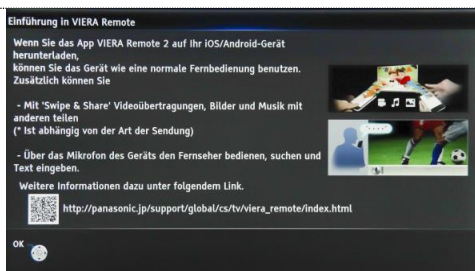 Einführung in VIERA Remote
Wenn Sie das App VIERA Remote 2 auf Ihr iOS/Android-Gerät
herunterladen,
können Sie das Gerät wie eine normale Fernbedienung benutzen.
Zusätzlich können Sie
- Mit 'Swipe & Share' Videoübertragungen, Bilder und Musik mit
anderen teilen
(* Ist abhängig von der Art der Sendung)
- Über das Mikrofon des Geräts den Fernseher bedienen, suchen und
Text eingeben.
Weitere Informationen dazu unter folgendem Link.
http://panasonic.jp/support/global/cs/tv/viera_remote/index.html
OK